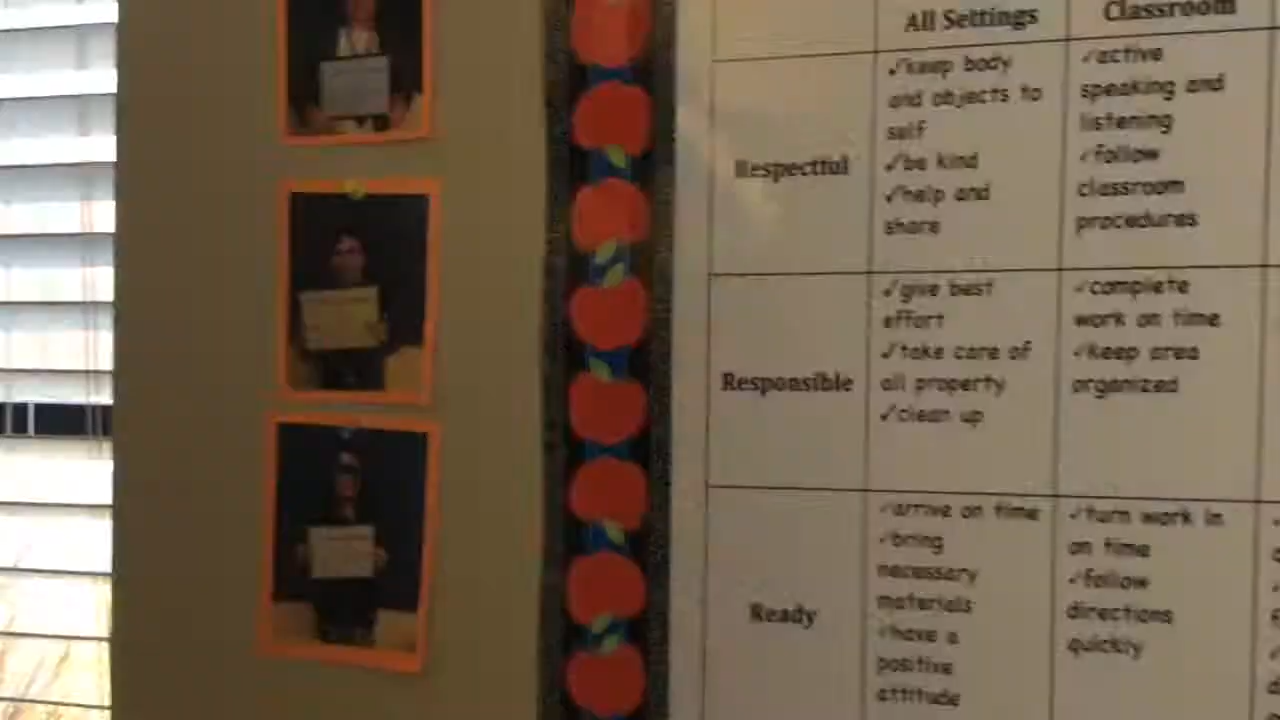 All Settings
Classroom
Respectful
✓keep body
and objects to
self
✓be kind
✓help and
share
✓active
speaking and
listening
✓follow
classroom
procedures
Responsible
✓give best
effort
✓take care of
all property
✓clean up
✓complete
work on time
✓keep area
organized
Ready
✓arrive on time
✓bring
necessary
materials
✓have a
positive
attitude
✓turn work in
on time
✓follow
directions
quickly